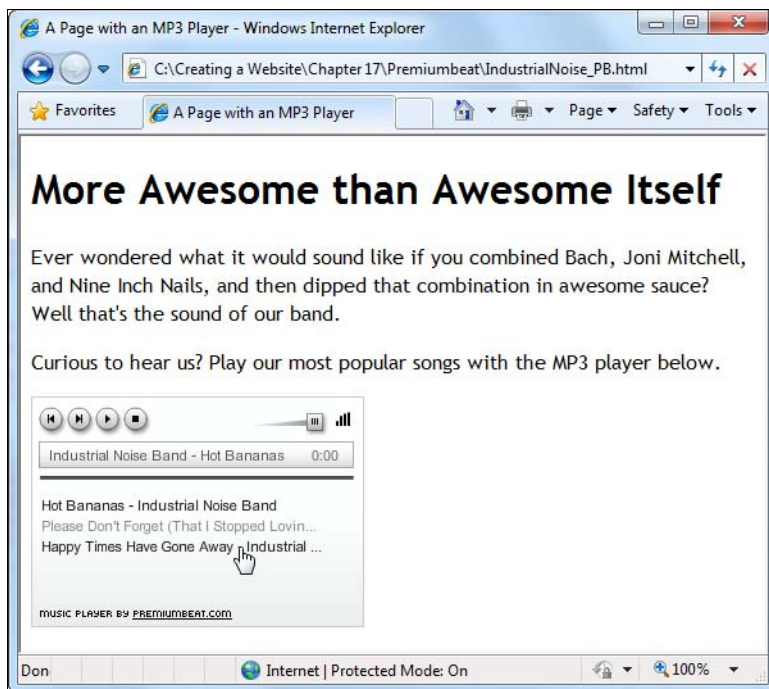 A Page with an MP3 Player - Windows Internet Explorer
C:\Creating a Website\Chapter 17\Premiumbeat\IndustrialNoise_PB.html
Favorites
A Page with an MP3 Player
Page
Safety
Tools
More Awesome than Awesome Itself
Ever wondered what it would sound like if you combined Bach, Joni Mitchell,
and Nine Inch Nails, and then dipped that combination in awesome sauce?
Well that's the sound of our band.
Curious to hear us? Play our most popular songs with the MP3 player below.
Industrial Noise Band - Hot Bananas 0:00
Hot Bananas - Industrial Noise Band
Please Don't Forget (That I Stopped Lovin...
Happy Times Have Gone Away - Industrial ...
MUSIC PLAYER BY PREMIUMBEAT.COM
Don
Internet | Protected Mode: On
100%